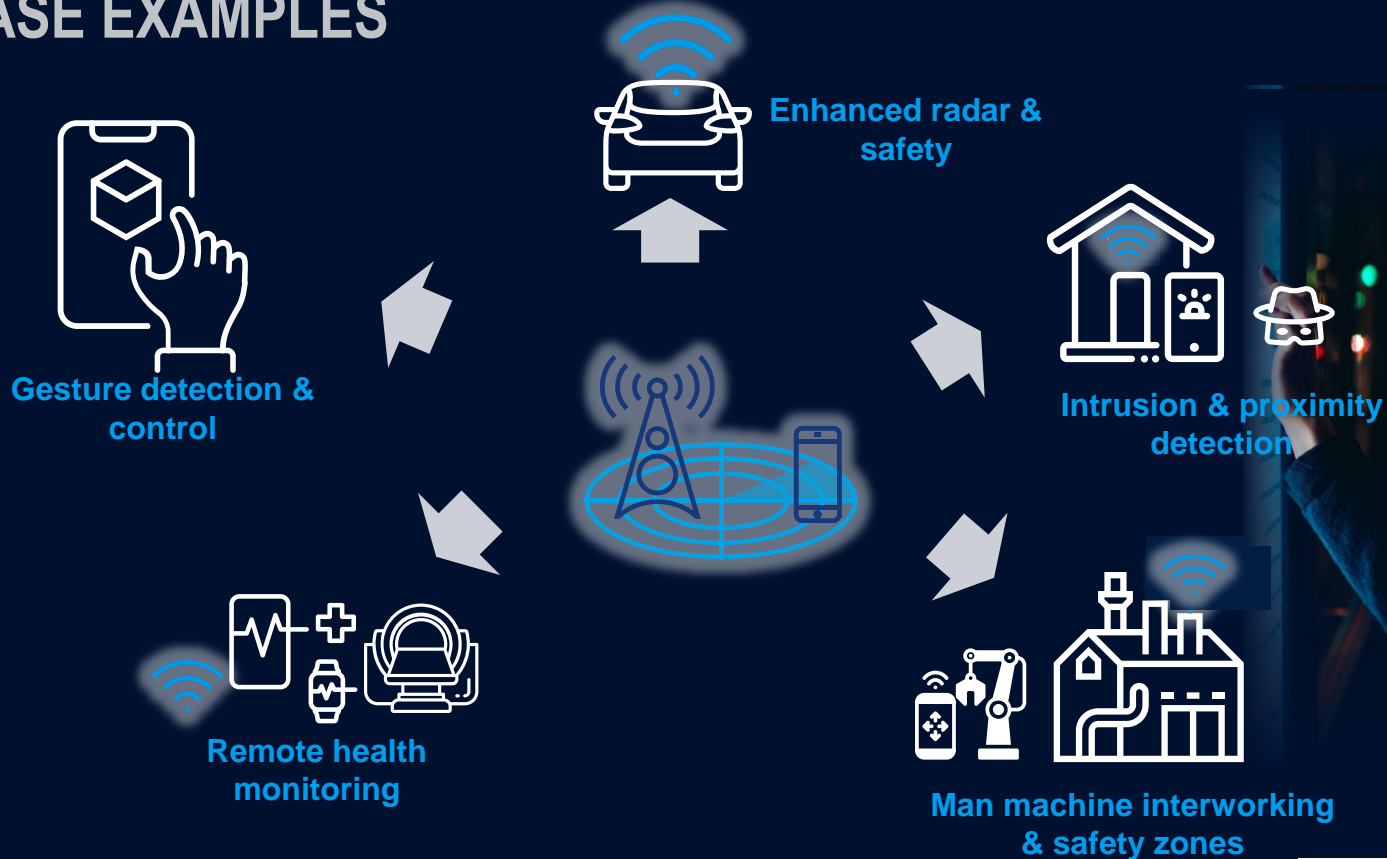 ASE EXAMPLES
Enhanced radar &
safety
Gesture detection &
control
Intrusion & proximity
detection
Remote health
monitoring
Man machine interworking
& safety zones